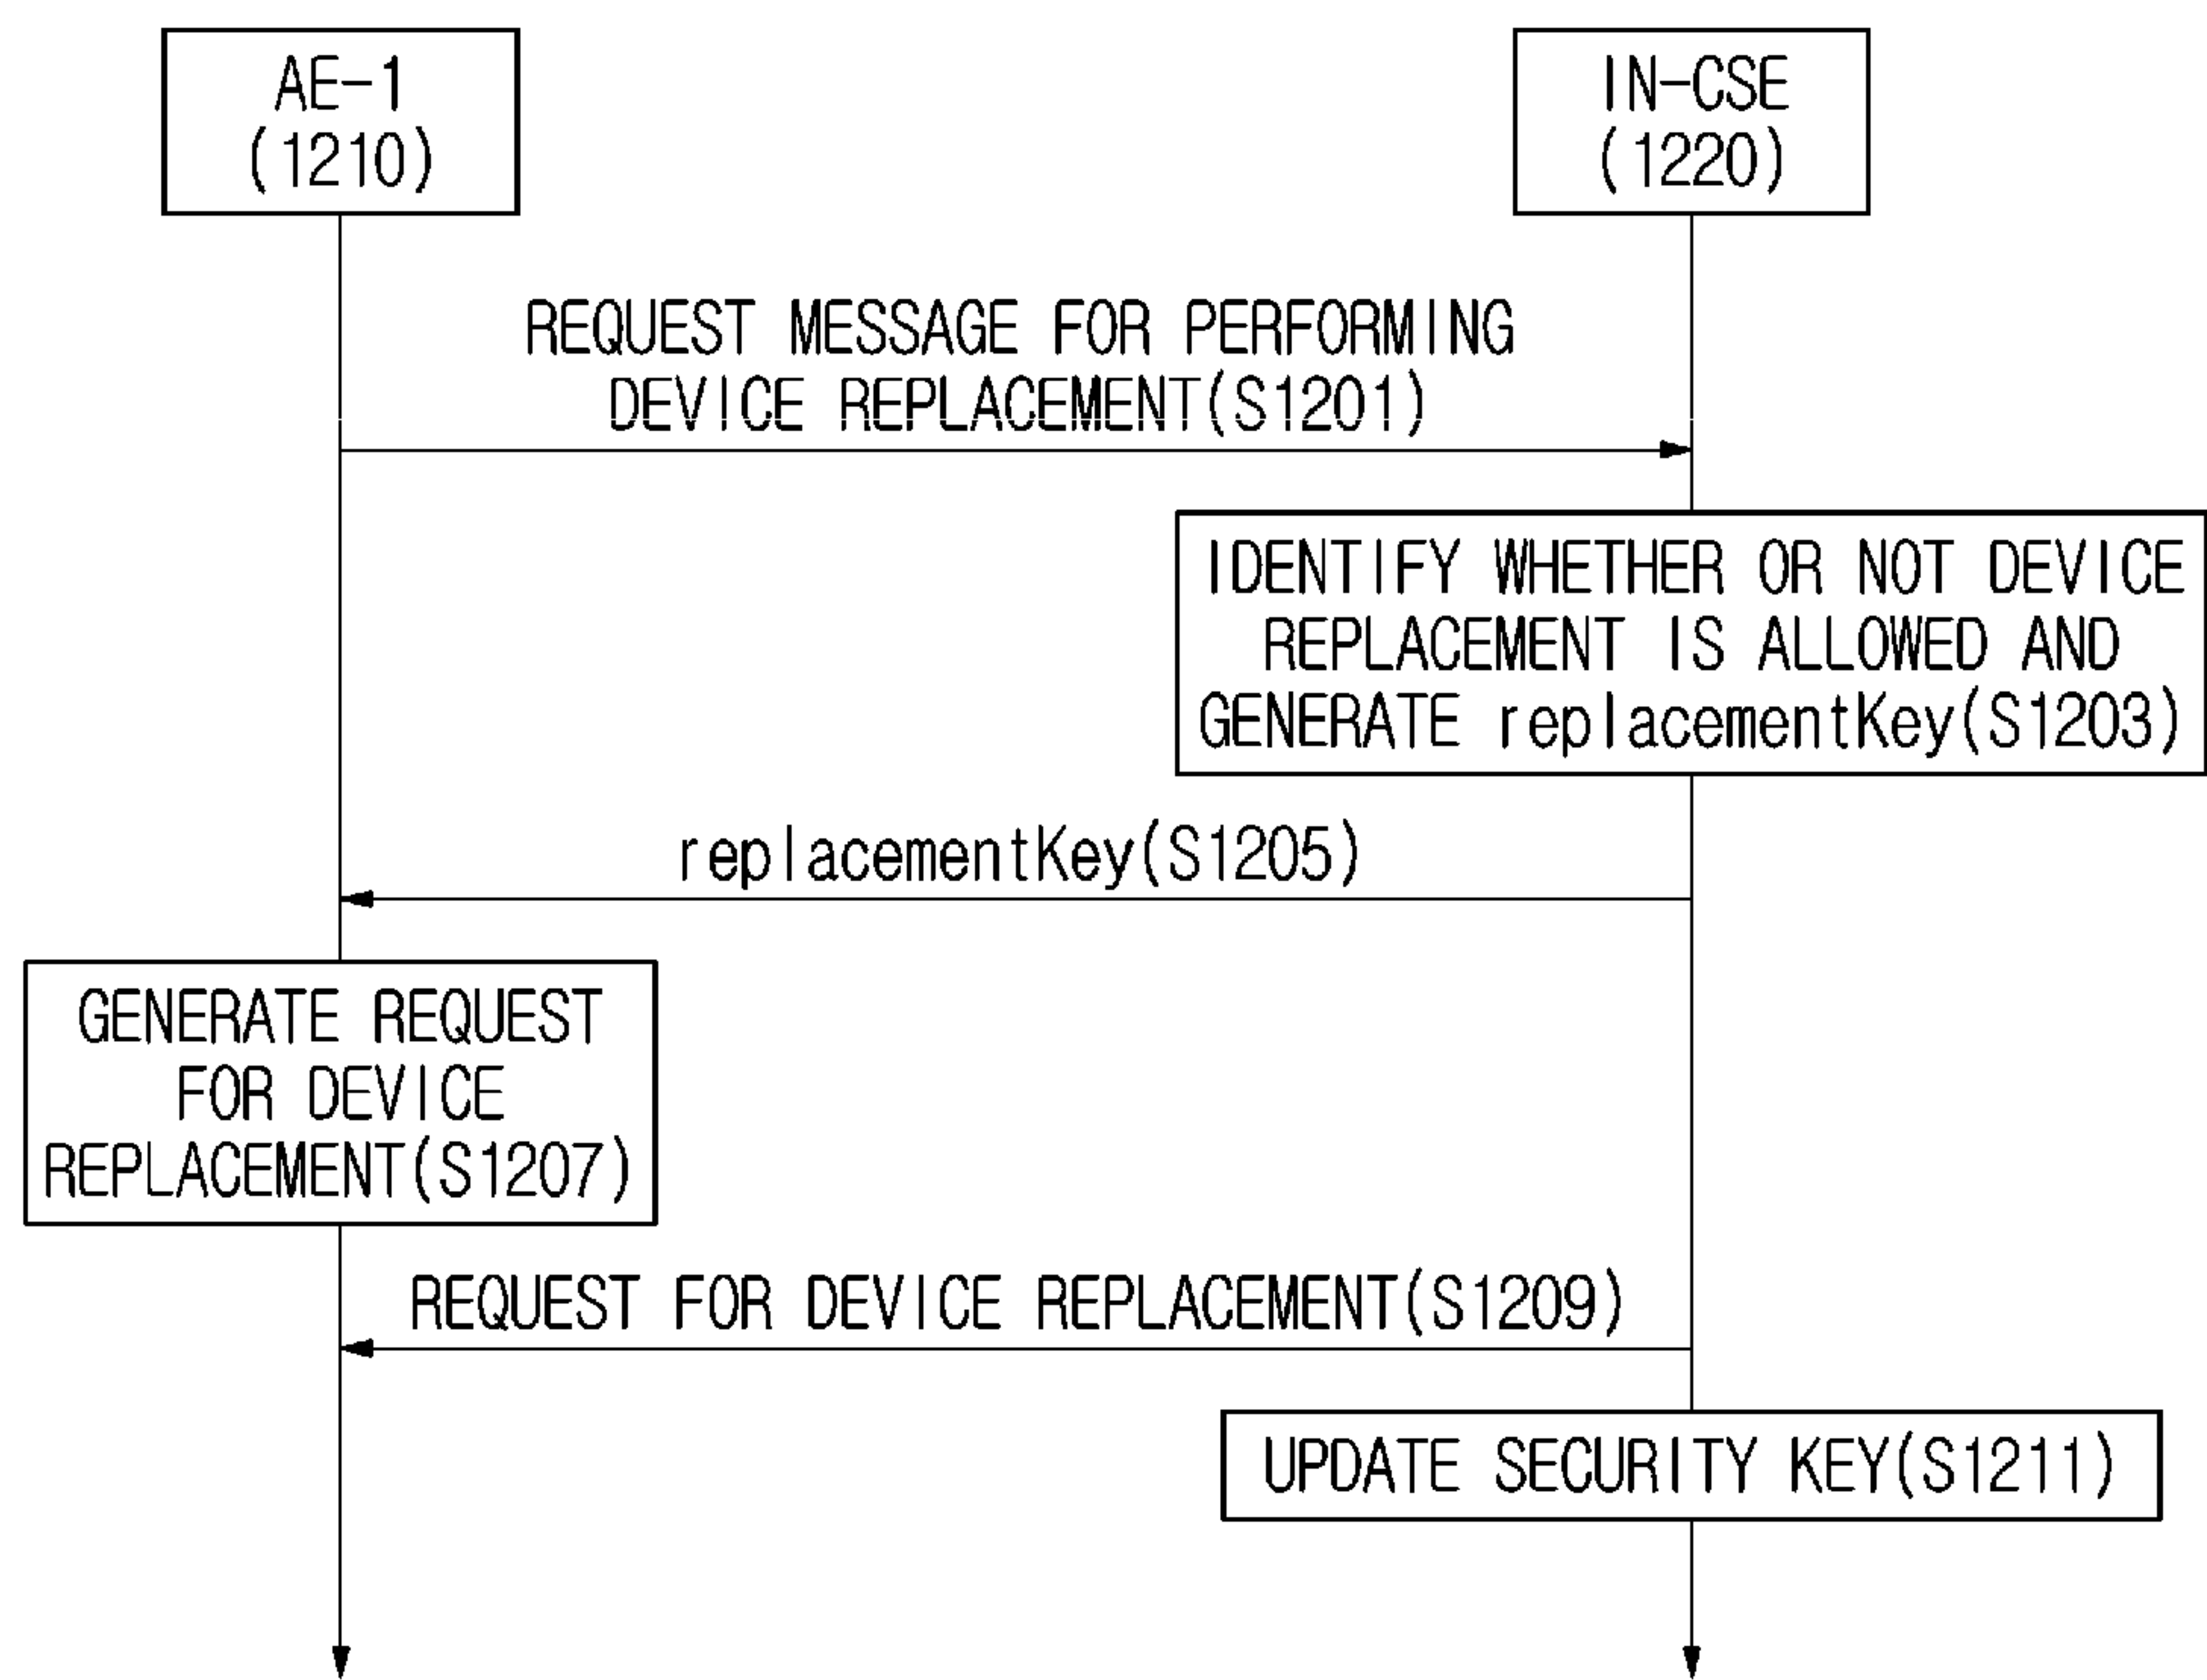 AE-1
(1210)
IN-CSE
(1220)
REQUEST MESSAGE FOR PERFORMING
DEVICE REPLACEMENT(S1201)
IDENTIFY WHETHER OR NOT DEVICE
REPLACEMENT IS ALLOWED AND
GENERATE replacementKey(S1203)
replacementKey(S1205)
GENERATE REQUEST
FOR DEVICE
REPLACEMENT(S1207)
REQUEST FOR DEVICE REPLACEMENT(S1209)
UPDATE SECURITY KEY(S1211)